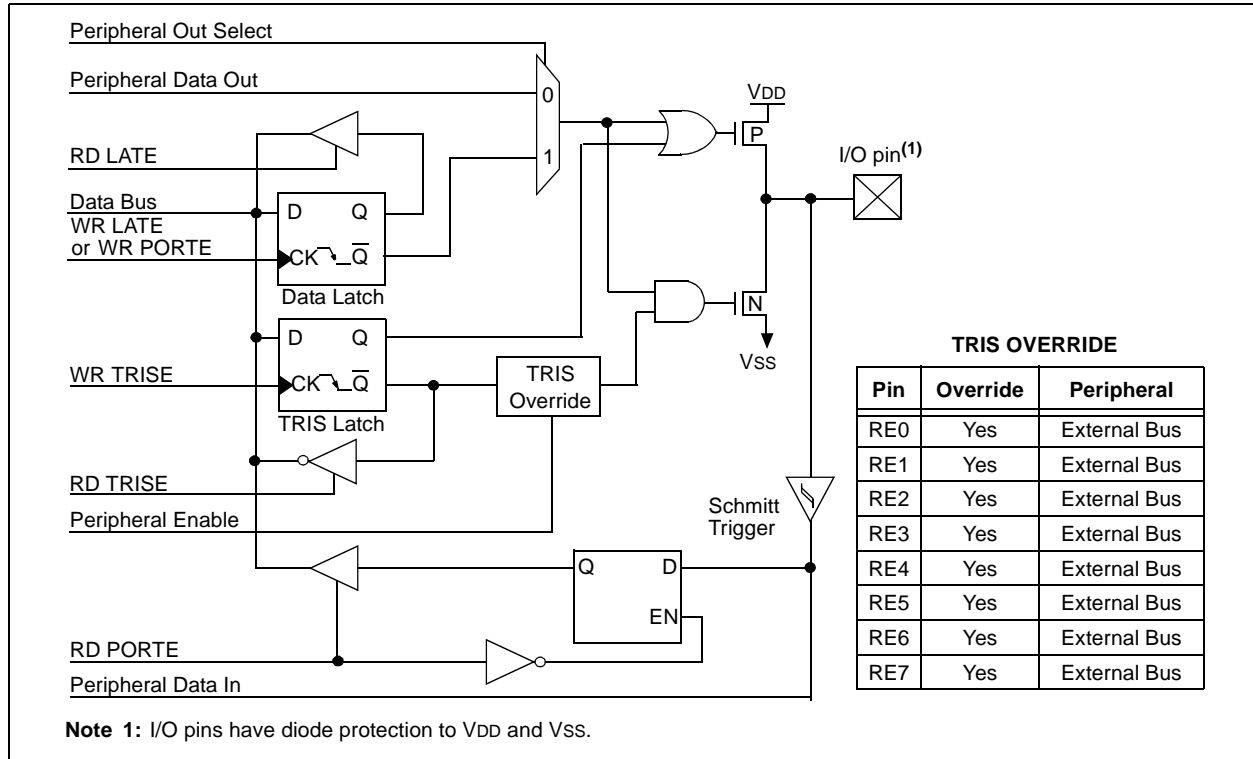 Peripheral Out Select
Peripheral Data Out
0
1
VDD
P
I/O pin(1)
RD LATE
Data Bus
WR LATE
or WR PORTE
D Q
CK Q̅
Data Latch
N
VSS
D Q
CK Q̅
TRIS Latch
WR TRISE
TRIS
Override
RD TRISE
Peripheral Enable
Schmitt
Trigger
Q D
EN
RD PORTE
Peripheral Data In
TRIS OVERRIDE
Pin Override Peripheral
RE0 Yes External Bus
RE1 Yes External Bus
RE2 Yes External Bus
RE3 Yes External Bus
RE4 Yes External Bus
RE5 Yes External Bus
RE6 Yes External Bus
RE7 Yes External Bus
Note 1: I/O pins have diode protection to VDD and VSS.